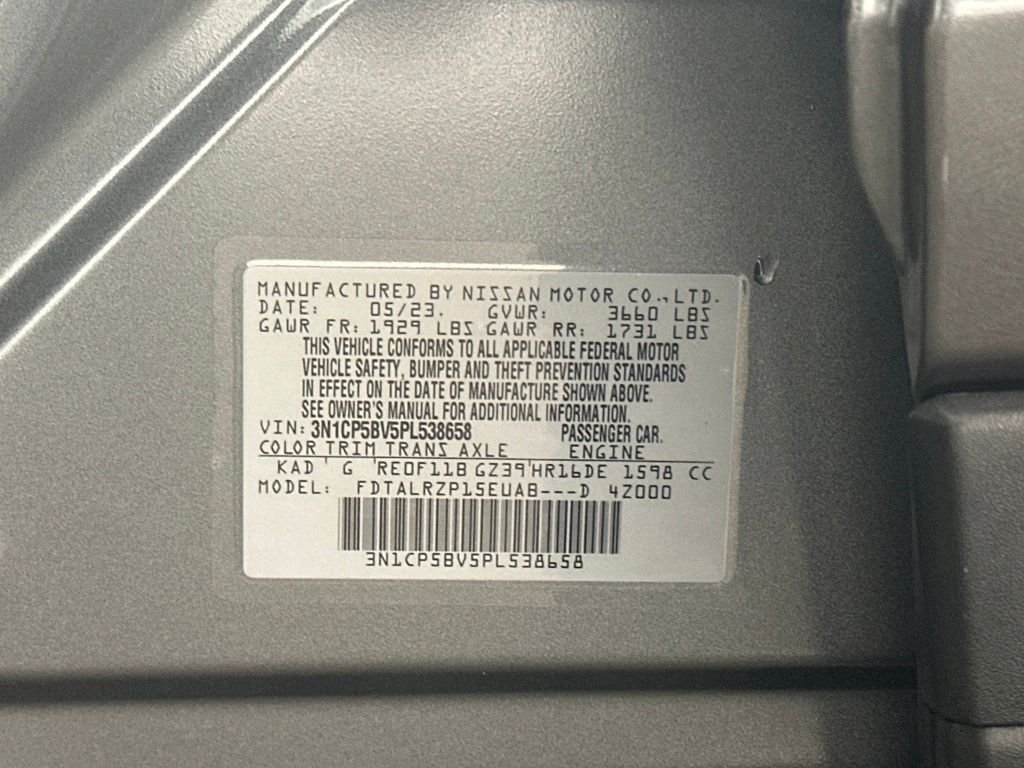 MANUFACTURED BY NISSAN MOTOR CO.,LTD.
DATE: 05/23. GVWR: 3660 LBS
GAWR FR: 1929 LBS GAWR RR: 1731 LBS
THIS VEHICLE CONFORMS TO ALL APPLICABLE FEDERAL MOTOR
VEHICLE SAFETY, BUMPER AND THEFT PREVENTION STANDARDS
IN EFFECT ON THE DATE OF MANUFACTURE SHOWN ABOVE.
SEE OWNER'S MANUAL FOR ADDITIONAL INFORMATION.
VIN: 3N1CP5BV5PL538658 PASSENGER CAR.
COLOR TRIM TRANS AXLE ENGINE
KAD G RE0F11B GZ39 HR16DE 1598 CC
MODEL: FDTALRZP15EUAB---D 4Z000
3N1CP5BV5PL538658